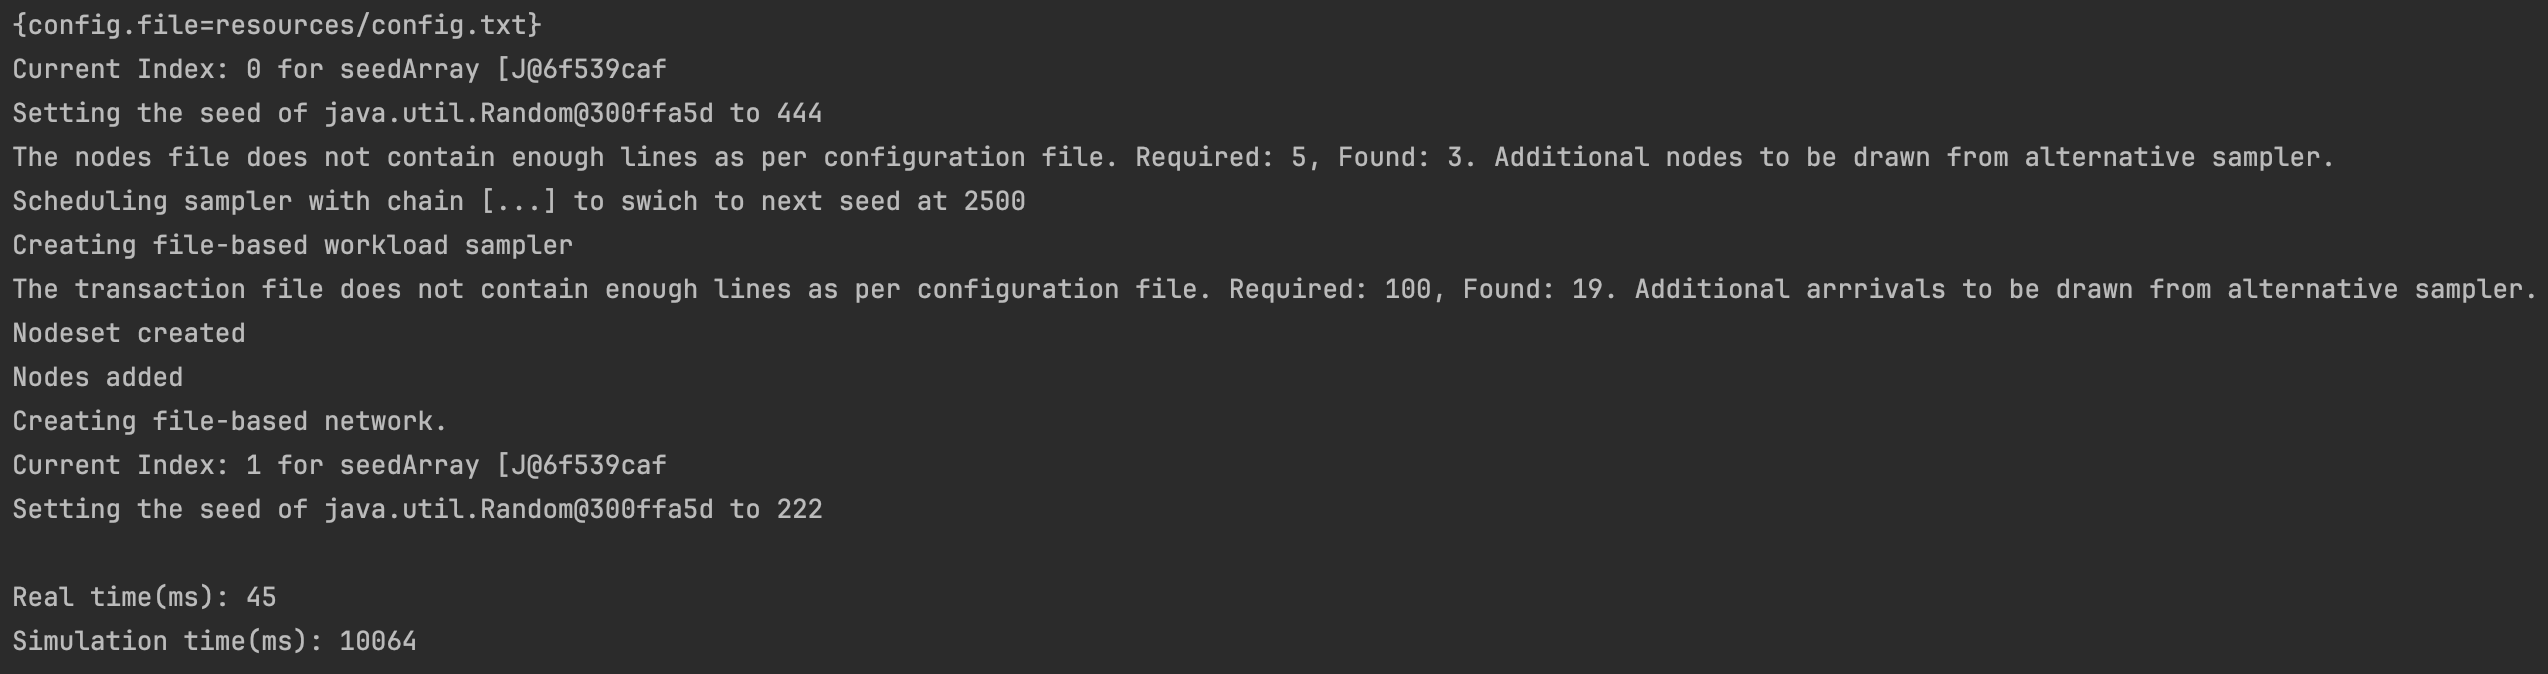 {config.file=resources/config.txt}
Current Index: 0 for seedArray [J@6f539caf
Setting the seed of java.util.Random@300ffa5d to 444
The nodes file does not contain enough lines as per configuration file. Required: 5, Found: 3. Additional nodes to be drawn from alternative sampler.
Scheduling sampler with chain [...] to swich to next seed at 2500
Creating file-based workload sampler
The transaction file does not contain enough lines as per configuration file. Required: 100, Found: 19. Additional arrrivals to be drawn from alternative sampler.
Nodeset created
Nodes added
Creating file-based network.
Current Index: 1 for seedArray [J@6f539caf
Setting the seed of java.util.Random@300ffa5d to 222
Real time(ms): 45
Simulation time(ms): 10064